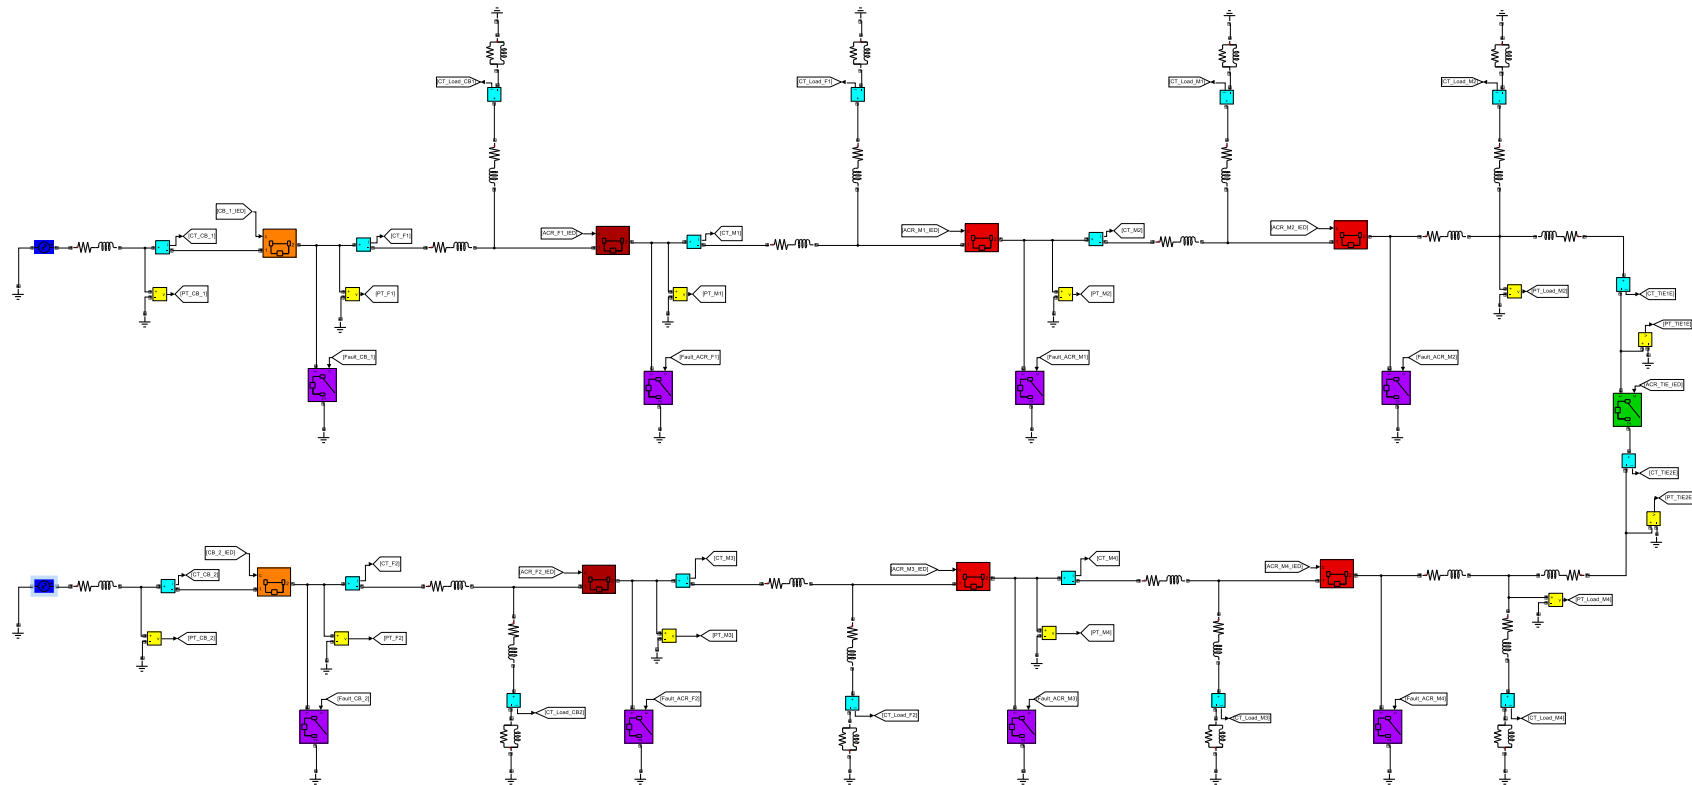 [CT_Load_CB1]
[CT_Load_F1]
[CT_Load_M1]
[CT_Load_M2]
[CB_1_IED]
[CT_CB_1]
[CT_F1]
[ACR_F1_IED]
[CT_M1]
[ACR_M1_IED]
[CT_M2]
[ACR_M2_IED]
[PT_CB_1]
[PT_F1]
[PT_M1]
[PT_M2]
[PT_Load_M2]
[CT_TIE1E]
[PT_TIE1E]
[Fault_CB_1]
[Fault_ACR_F1]
[Fault_ACR_M1]
[Fault_ACR_M2]
[ACR_TIE_IED]
[CT_TIE2E]
[PT_TIE2E
[CB_2_IED]
[CT_CB_2]
[CT_F2]
[ACR_F2_IED]
[CT_M3]
[ACR_M3_IED]
[CT_M4]
[ACR_M4_IED]
[PT_CB_2]
[PT_F2]
[PT_M3]
[PT_M4]
[PT_Load_M4]
[Fault_CB_2]
[CT_Load_CB2]
[Fault_ACR_F2]
[CT_Load_F2]
[Fault_ACR_M3]
[CT_Load_M3]
[Fault_ACR_M4]
[CT_Load_M4]